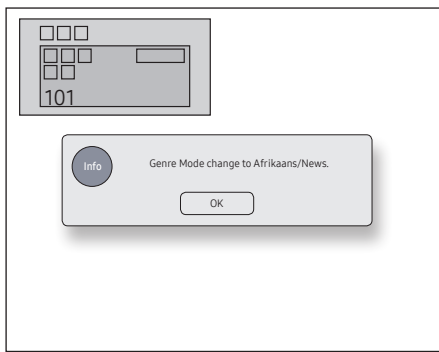 □□□
□□□
□□
101
Info
Genre Mode change to Afrikaans/News.
OK